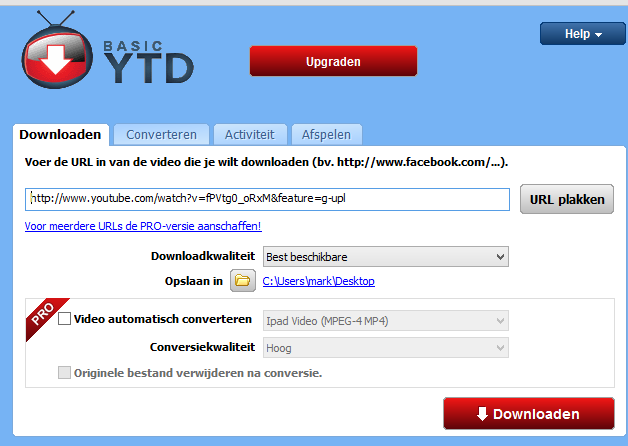 BASIC
YTD
Upgraden
Help
Downloaden
Converteren
Activiteit
Afspelen
Voer de URL in van de video die je wilt downloaden (bv. http://www.facebook.com/...).
http://www.youtube.com/watch?v=fPVtg0_oRxM&feature=g-upl
URL plakken
Voor meerdere URLs de PRO-versie aanschaffen!
Downloadkwaliteit
Best beschikbare
Opslaan in
C:\Users\mark\Desktop
PRO
Video automatisch converteren
Ipad Video (MPEG-4 MP4)
Conversiekwaliteit
Hoog
Originele bestand verwijderen na conversie.
Downloaden